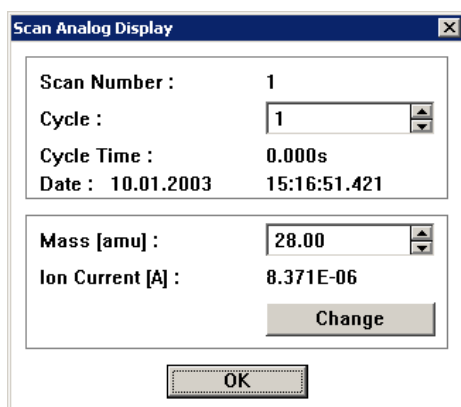 Scan Analog Display
Scan Number : 1
Cycle : 1
Cycle Time : 0.000s
Date : 10.01.2003 15:16:51.421
Mass [amu] : 28.00
Ion Current [A] : 8.371E-06
Change
OK